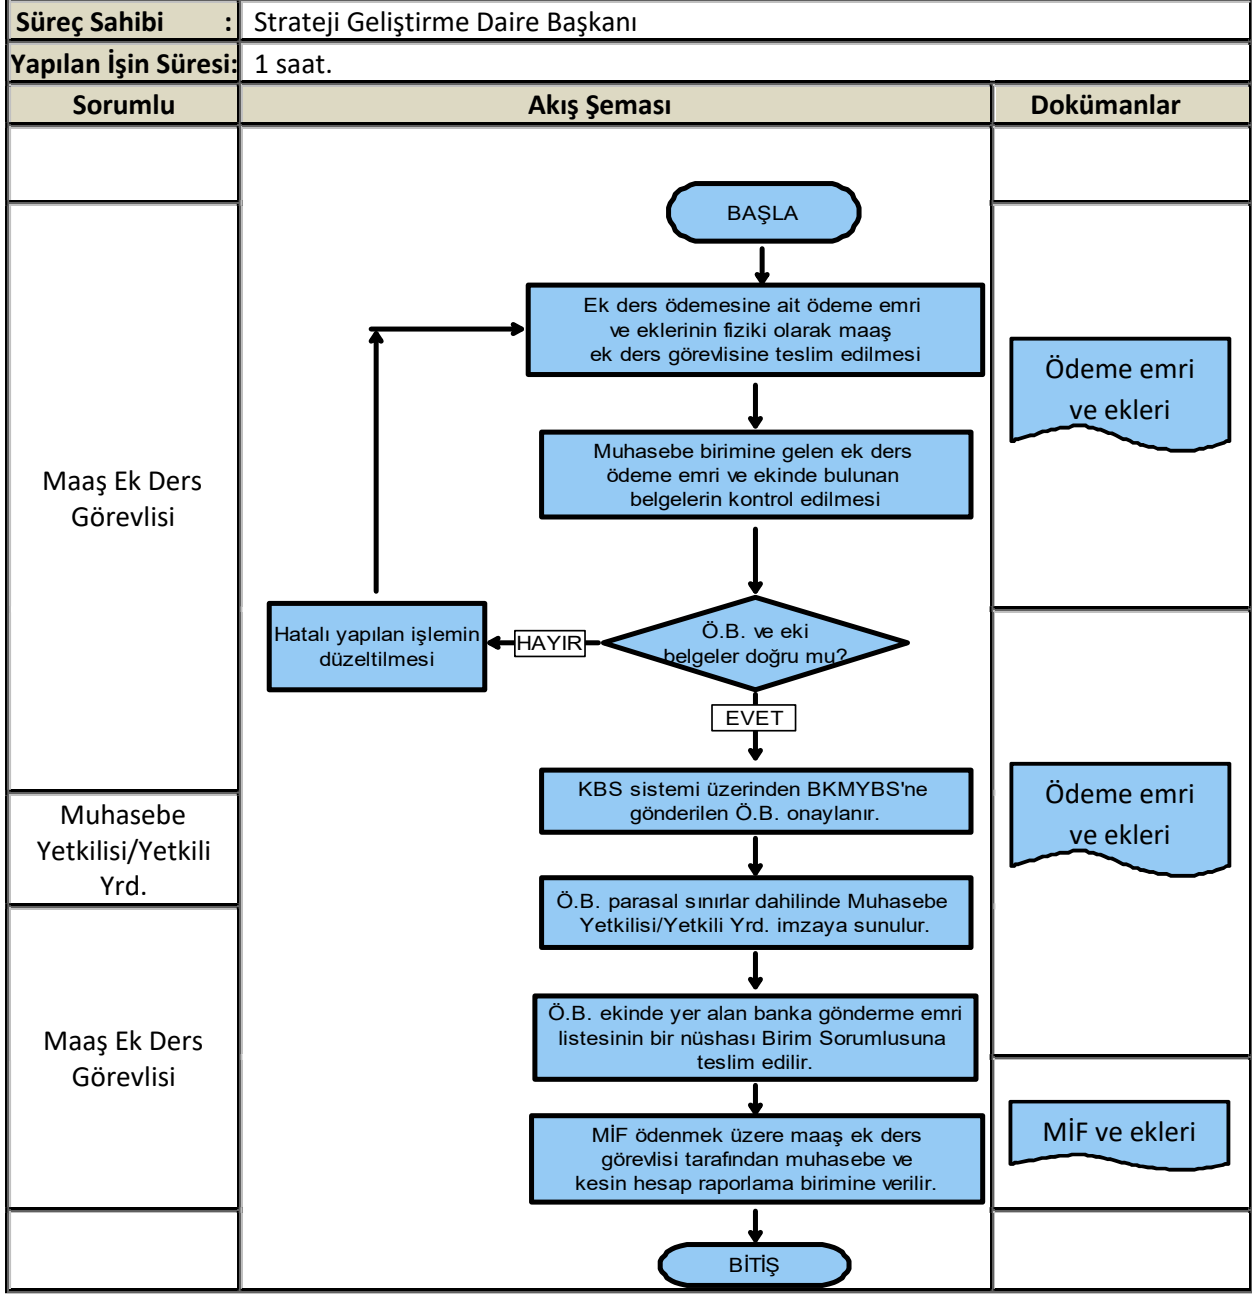 Süreç Sahibi :
Strateji Geliştirme Daire Başkanı
Yapılan İşin Süresi:
1 saat.
Sorumlu
Akış Şeması
Dokümanlar
BAŞLA
Ek ders ödemesine ait ödeme emri
ve eklerinin fiziki olarak maaş
ek ders görevlisine teslim edilmesi
Ödeme emri
ve ekleri
Muhasebe birimine gelen ek ders
ödeme emri ve ekinde bulunan
belgelerin kontrol edilmesi
Maaş Ek Ders
Görevlisi
Hatalı yapılan işlemin
düzeltilmesi
HAYIR
Ö.B. ve eki
belgeler doğru mu?
EVET
KBS sistemi üzerinden BKMYBS'ne
gönderilen Ö.B. onaylanır.
Ödeme emri
ve ekleri
Muhasebe
Yetkilisi/Yetkili
Yrd.
Ö.B. parasal sınırlar dahilinde Muhasebe
Yetkilisi/Yetkili Yrd. imzaya sunulur.
Ö.B. ekinde yer alan banka gönderme emri
listesinin bir nüshası Birim Sorumlusuna
teslim edilir.
Maaş Ek Ders
Görevlisi
MİF ödenmek üzere maaş ek ders
görevlisi tarafından muhasebe ve
kesin hesap raporlama birimine verilir.
MİF ve ekleri
BİTİŞ